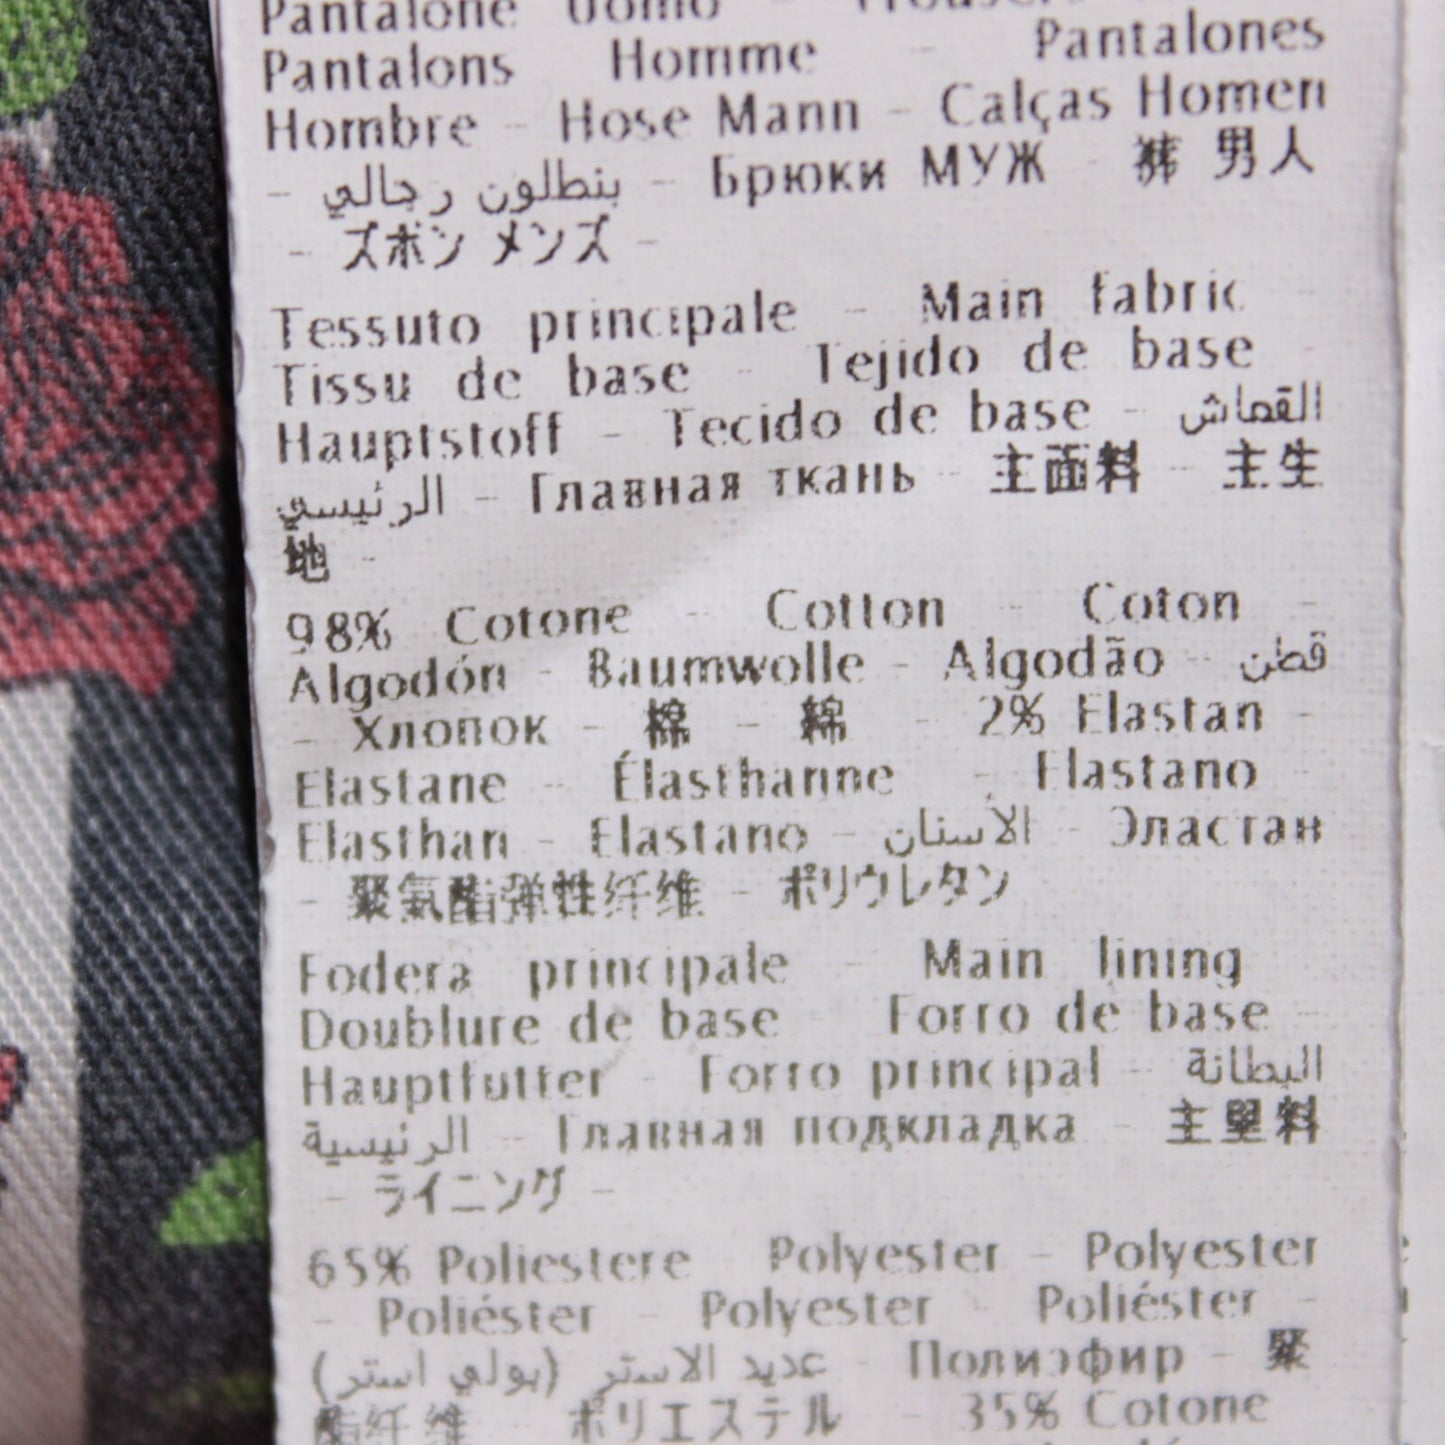 Pantalone Uomo - Trousers
Pantalons Homme - Pantalones
Hombre - Hose Mann - Calças Homen
- بنطلون رجالي - Брюки МУЖ - 裤 男人
- ズボン メンズ -
Tessuto principale - Main fabric -
Tissu de base - Tejido de base -
Hauptstoff - Tecido de base - القماش
الرئيسي - Главная ткань - 主面料 - 主生
地 -
98% Cotone - Cotton - Coton -
Algodón - Baumwolle - Algodão - قطن
- Хлопок - 棉 - 綿 - 2% Elastan -
Elastane - Élasthanne - Elastano -
Elasthan - Elastano - الاستان - Эластан
- 聚氨酯弹性纤维 - ポリウレタン
Fodera principale - Main lining -
Doublure de base - Forro de base -
Hauptfutter - Forro principal - البطانة
الرئيسية - Главная подкладка - 主里料
- ライニング -
65% Poliestere - Polyester - Polyester
- Poliéster - Polyester - Poliéster -
عديد الاستر (بولي استر) - Полиэфир - 聚
酯纤维 - ポリエステル - 35% Cotone